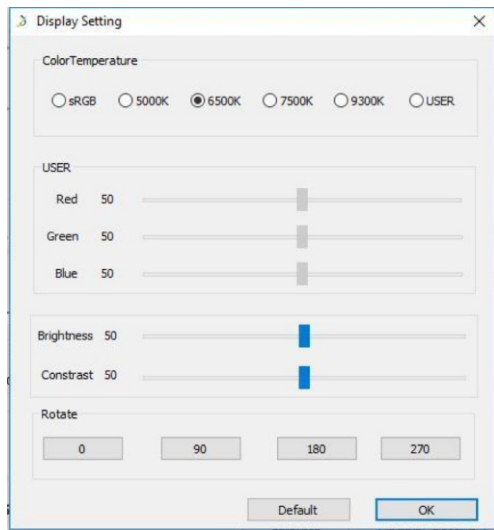 Display Setting
ColorTemperature
sRGB 5000K 6500K 7500K 9300K USER
USER
Red 50
Green 50
Blue 50
Brightness 50
Constrast 50
Rotate
0 90 180 270
Default OK